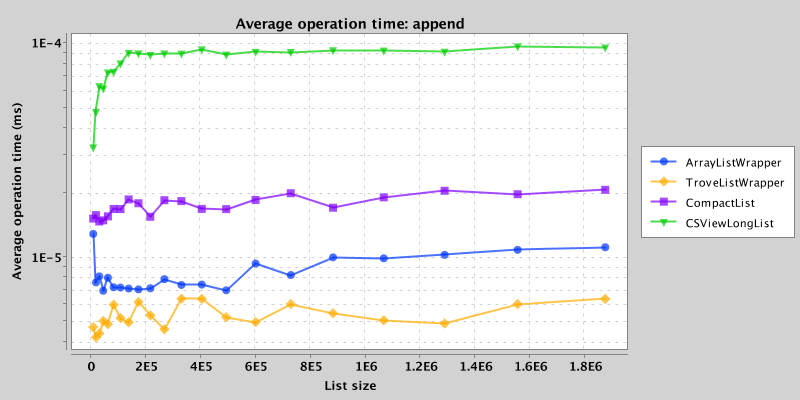 Average operation time: append
1E-4
1E-5
Average operation time (ms)
0 2E5 4E5 6E5 8E5 1E6 1.2E6 1.4E6 1.6E6 1.8E6
List size
ArrayListWrapper
TroveListWrapper
CompactList
CSViewLongList